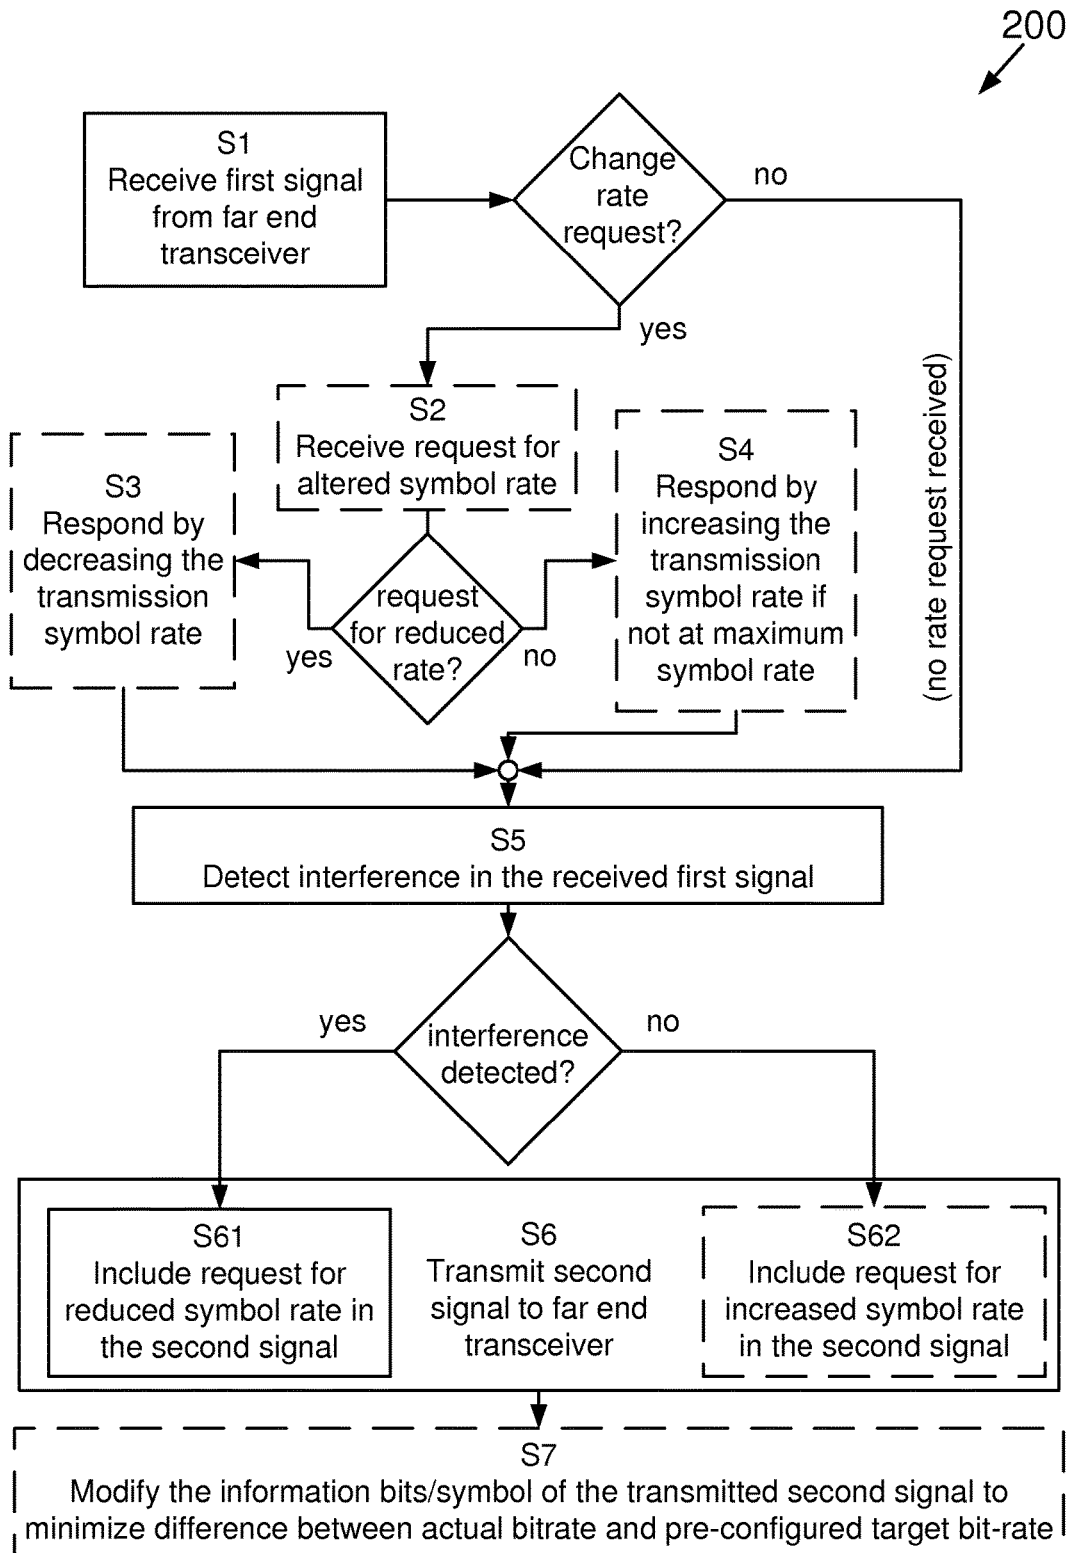 200
S1
Receive first signal
from far end
transceiver
Change
rate
request?
no
yes
(no rate request received)
S2
Receive request for
altered symbol rate
S3
Respond by
decreasing the
transmission
symbol rate
S4
Respond by
increasing the
transmission
symbol rate if
not at maximum
symbol rate
request
for reduced
rate?
yes
no
S5
Detect interference in the received first signal
interference
detected?
yes
no
S61
Include request for
reduced symbol rate in
the second signal
S6
Transmit second
signal to far end
transceiver
S62
Include request for
increased symbol rate
in the second signal
S7
Modify the information bits/symbol of the transmitted second signal to
minimize difference between actual bitrate and pre-configured target bit-rate